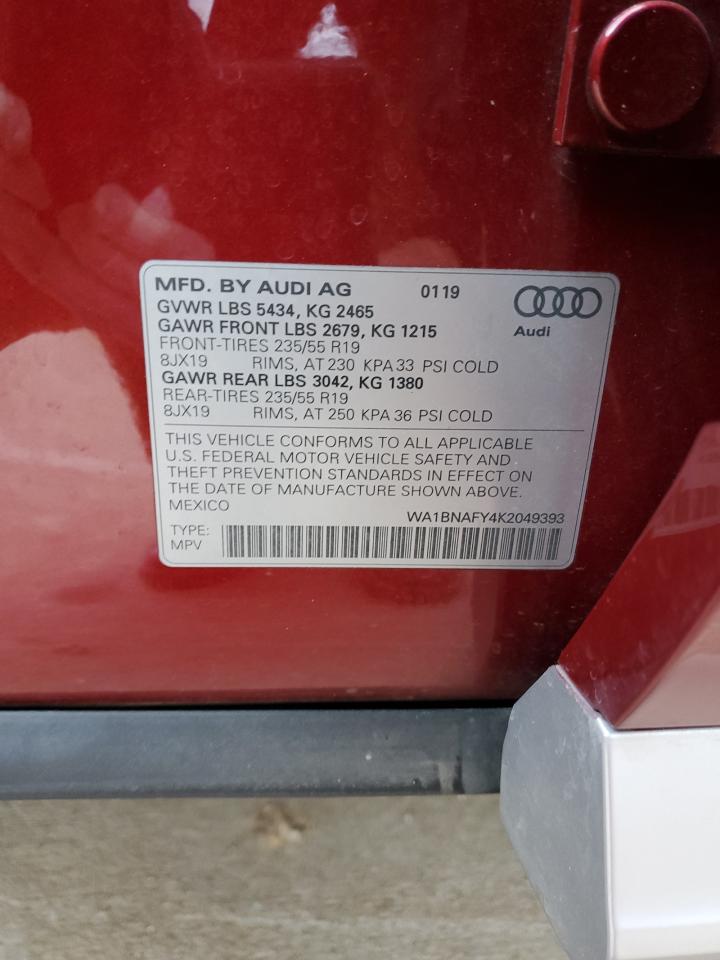 MFD. BY AUDI AG 0119
GVWR LBS 5434, KG 2465
GAWR FRONT LBS 2679, KG 1215
Audi
FRONT-TIRES 235/55 R19
8JX19 RIMS, AT 230 KPA 33 PSI COLD
GAWR REAR LBS 3042, KG 1380
REAR-TIRES 235/55 R19
8JX19 RIMS, AT 250 KPA 36 PSI COLD
THIS VEHICLE CONFORMS TO ALL APPLICABLE
U.S. FEDERAL MOTOR VEHICLE SAFETY AND
THEFT PREVENTION STANDARDS IN EFFECT ON
THE DATE OF MANUFACTURE SHOWN ABOVE.
MEXICO
WA1BNAFY4K2049393
TYPE:
MPV